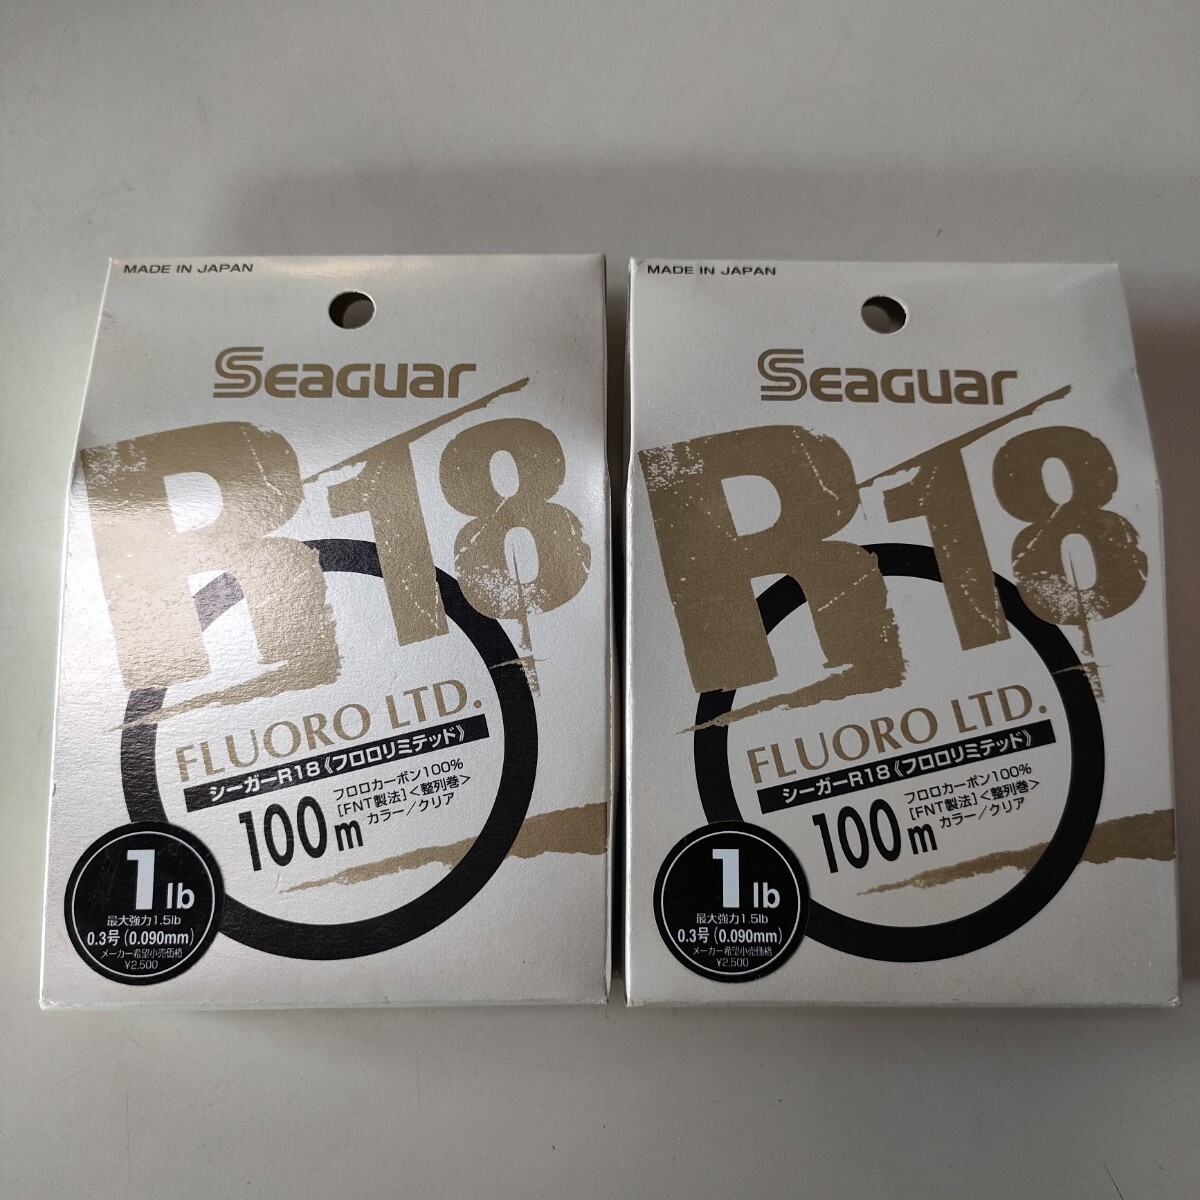 MADE IN JAPAN
Seaguar
R18
FLUORO LTD.
シーガーR18《フロロリミテッド》
100m
フロロカーボン100%
[FNT製法]<整列巻>
カラー/クリア
1lb
最大強力1.5lb
0.3号(0.090mm)
メーカー希望小売価格
¥2,500
MADE IN JAPAN
Seaguar
R18
FLUORO LTD.
シーガーR18《フロロリミテッド》
100m
フロロカーボン100%
[FNT製法]<整列巻>
カラー/クリア
1lb
最大強力1.5lb
0.3号(0.090mm)
メーカー希望小売価格
¥2,500